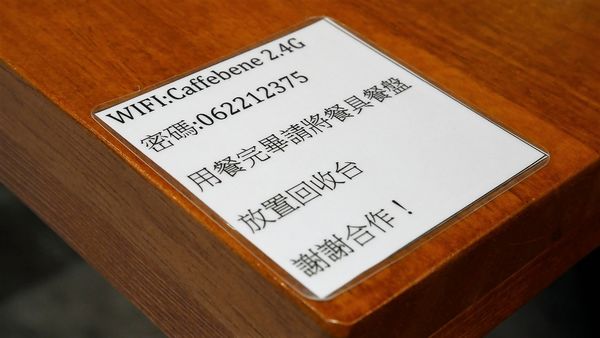 WIFI:Caffebene 2.4G
密碼:062212375
用餐完畢請將餐具餐盤
放置回收台
謝謝合作！